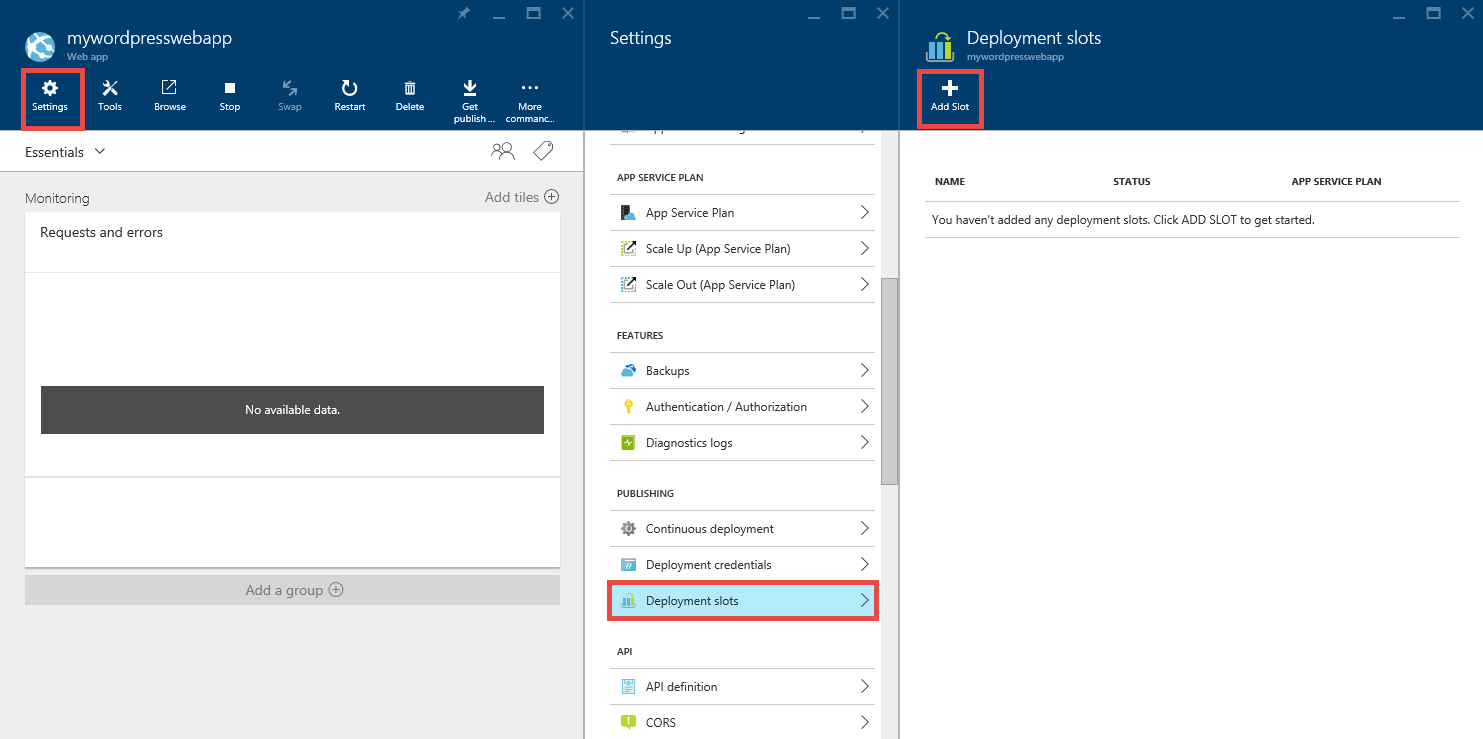 mywordpresswebapp
Web app
Settings
Tools
Browse
Stop
Swap
Restart
Delete
Get
publish ...
More
commanc...
Essentials
Monitoring
Add tiles
Requests and errors
No available data.
Add a group
Settings
APP SERVICE PLAN
App Service Plan
Scale Up (App Service Plan)
Scale Out (App Service Plan)
FEATURES
Backups
Authentication / Authorization
Diagnostics logs
PUBLISHING
Continuous deployment
Deployment credentials
Deployment slots
API
API definition
CORS
Deployment slots
mywordpresswebapp
Add Slot
NAME STATUS APP SERVICE PLAN
You haven't added any deployment slots. Click ADD SLOT to get started.